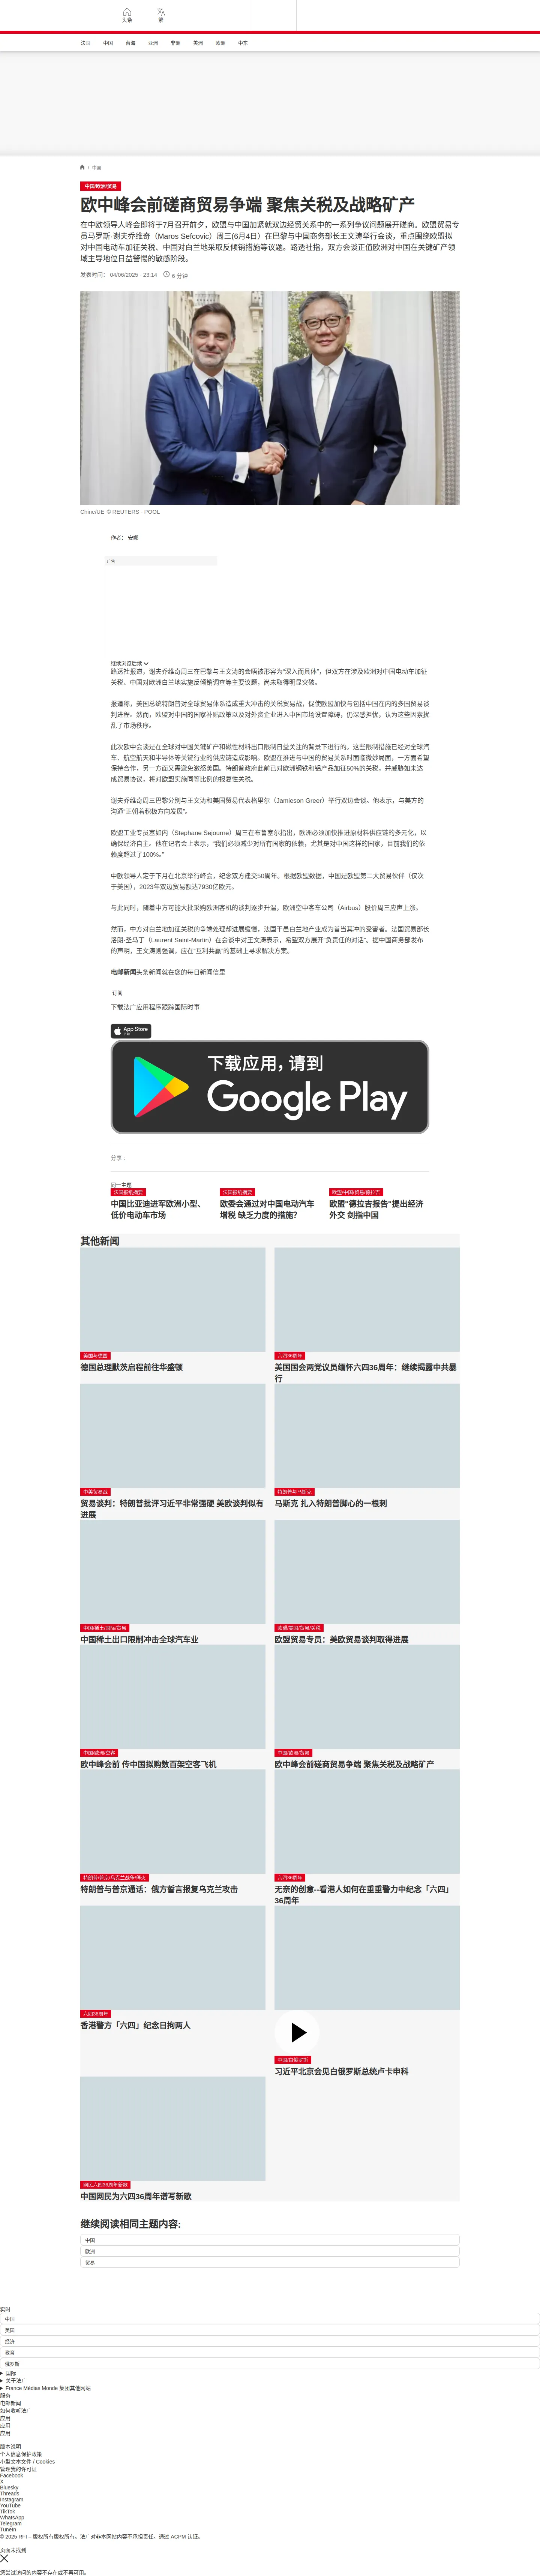 头条
繁
法国
中国
台海
亚洲
非洲
美洲
欧洲
中东
/ 中国
中国/欧洲/贸易
欧中峰会前磋商贸易争端 聚焦关税及战略矿产
在中欧领导人峰会即将于7月召开前夕，欧盟与中国加紧就双边经贸关系中的一系列争议问题展开磋商。欧盟贸易专
员马罗斯·谢夫乔维奇（Maros Sefcovic）周三(6月4日）在巴黎与中国商务部长王文涛举行会谈，重点围绕欧盟拟
对中国电动车加征关税、中国对白兰地采取反倾销措施等议题。路透社指，双方会谈正值欧洲对中国在关键矿产领
域主导地位日益警惕的敏感阶段。
发表时间： 04/06/2025 - 23:14
6 分钟
Chine/UE © REUTERS - POOL
作者： 安娜
广告
继续浏览后续
路透社报道，谢夫乔维奇周三在巴黎与王文涛的会晤被形容为“深入而具体”，但双方在涉及欧洲对中国电动车加征
关税、中国对欧洲白兰地实施反倾销调查等主要议题，尚未取得明显突破。
报道称，美国总统特朗普对全球贸易体系造成重大冲击的关税贸易战，促使欧盟加快与包括中国在内的多国贸易谈
判进程。然而，欧盟对中国的国家补贴政策以及对外资企业进入中国市场设置障碍，仍深感担忧，认为这些因素扰
乱了市场秩序。
此次欧中会谈是在全球对中国关键矿产和磁性材料出口限制日益关注的背景下进行的。这些限制措施已经对全球汽
车、航空航天和半导体等关键行业的供应链造成影响。欧盟在推进与中国的贸易关系时面临微妙局面，一方面希望
保持合作，另一方面又需避免激怒美国。特朗普政府此前已对欧洲钢铁和铝产品加征50%的关税，并威胁如未达
成贸易协议，将对欧盟实施同等比例的报复性关税。
谢夫乔维奇周三巴黎分别与王文涛和美国贸易代表格里尔（Jamieson Greer）举行双边会谈。他表示，与美方的
沟通“正朝着积极方向发展”。
欧盟工业专员塞如内（Stephane Sejourne）周三在布鲁塞尔指出，欧洲必须加快推进原材料供应链的多元化，以
确保经济自主。他在记者会上表示，“我们必须减少对所有国家的依赖，尤其是对中国这样的国家，目前我们的依
赖度超过了100%。”
中欧领导人定于下月在北京举行峰会，纪念双方建交50周年。根据欧盟数据，中国是欧盟第二大贸易伙伴（仅次
于美国），2023年双边贸易额达7930亿欧元。
与此同时，随着中方可能大批采购欧洲客机的谈判逐步升温，欧洲空中客车公司（Airbus）股价周三应声上涨。
然而，中方对白兰地加征关税的争端处理却进展缓慢，法国干邑白兰地产业成为首当其冲的受害者。法国贸易部长
洛朗·圣马丁（Laurent Saint-Martin）在会谈中对王文涛表示，希望双方展开“负责任的对话”。据中国商务部发布
的声明，王文涛则强调，应在“互利共赢”的基础上寻求解决方案。
电邮新闻头条新闻就在您的每日新闻信里
订阅
下载法广应用程序跟踪国际时事
App Store
下载
下载应用，请到
Google Play
分享 :
同一主题
法国报纸摘要
中国比亚迪进军欧洲小型、
低价电动车市场
法国报纸摘要
欧委会通过对中国电动汽车
增税 缺乏力度的措施?
欧盟/中国/贸易/德拉吉
欧盟"德拉吉报告"提出经济
外交 剑指中国
其他新闻
美国与德国
德国总理默茨启程前往华盛顿
六四36周年
美国国会两党议员缅怀六四36周年：继续揭露中共暴
行
中美贸易战
贸易谈判：特朗普批评习近平非常强硬 美欧谈判似有
进展
特朗普与马斯克
马斯克 扎入特朗普脚心的一根刺
中国/稀土/国际/贸易
中国稀土出口限制冲击全球汽车业
欧盟/美国/贸易/关税
欧盟贸易专员：美欧贸易谈判取得进展
中国/欧洲/空客
欧中峰会前 传中国拟购数百架空客飞机
中国/欧洲/贸易
欧中峰会前磋商贸易争端 聚焦关税及战略矿产
特朗普/普京/乌克兰战争/停火
特朗普与普京通话：俄方誓言报复乌克兰攻击
六四36周年
无奈的创意--看港人如何在重重警力中纪念「六四」
36周年
六四36周年
香港警方「六四」纪念日拘两人
中国/白俄罗斯
习近平北京会见白俄罗斯总统卢卡申科
网民六四36周年新歌
中国网民为六四36周年谱写新歌
继续阅读相同主题内容:
中国
欧洲
贸易
实时
中国
美国
经济
教育
俄罗斯
国际
关于法广
France Médias Monde 集团其他网站
服务
电邮新闻
如何收听法广
应用
应用
应用
版本说明
个人信息保护政策
小型文本文件 / Cookies
管理我的许可证
Facebook
X
Bluesky
Threads
Instagram
YouTube
TikTok
WhatsApp
Telegram
TuneIn
© 2025 RFI – 版权所有版权所有。法广对非本网站内容不承担责任。通过 ACPM 认证。
页面未找到
您尝试访问的内容不存在或不再可用。